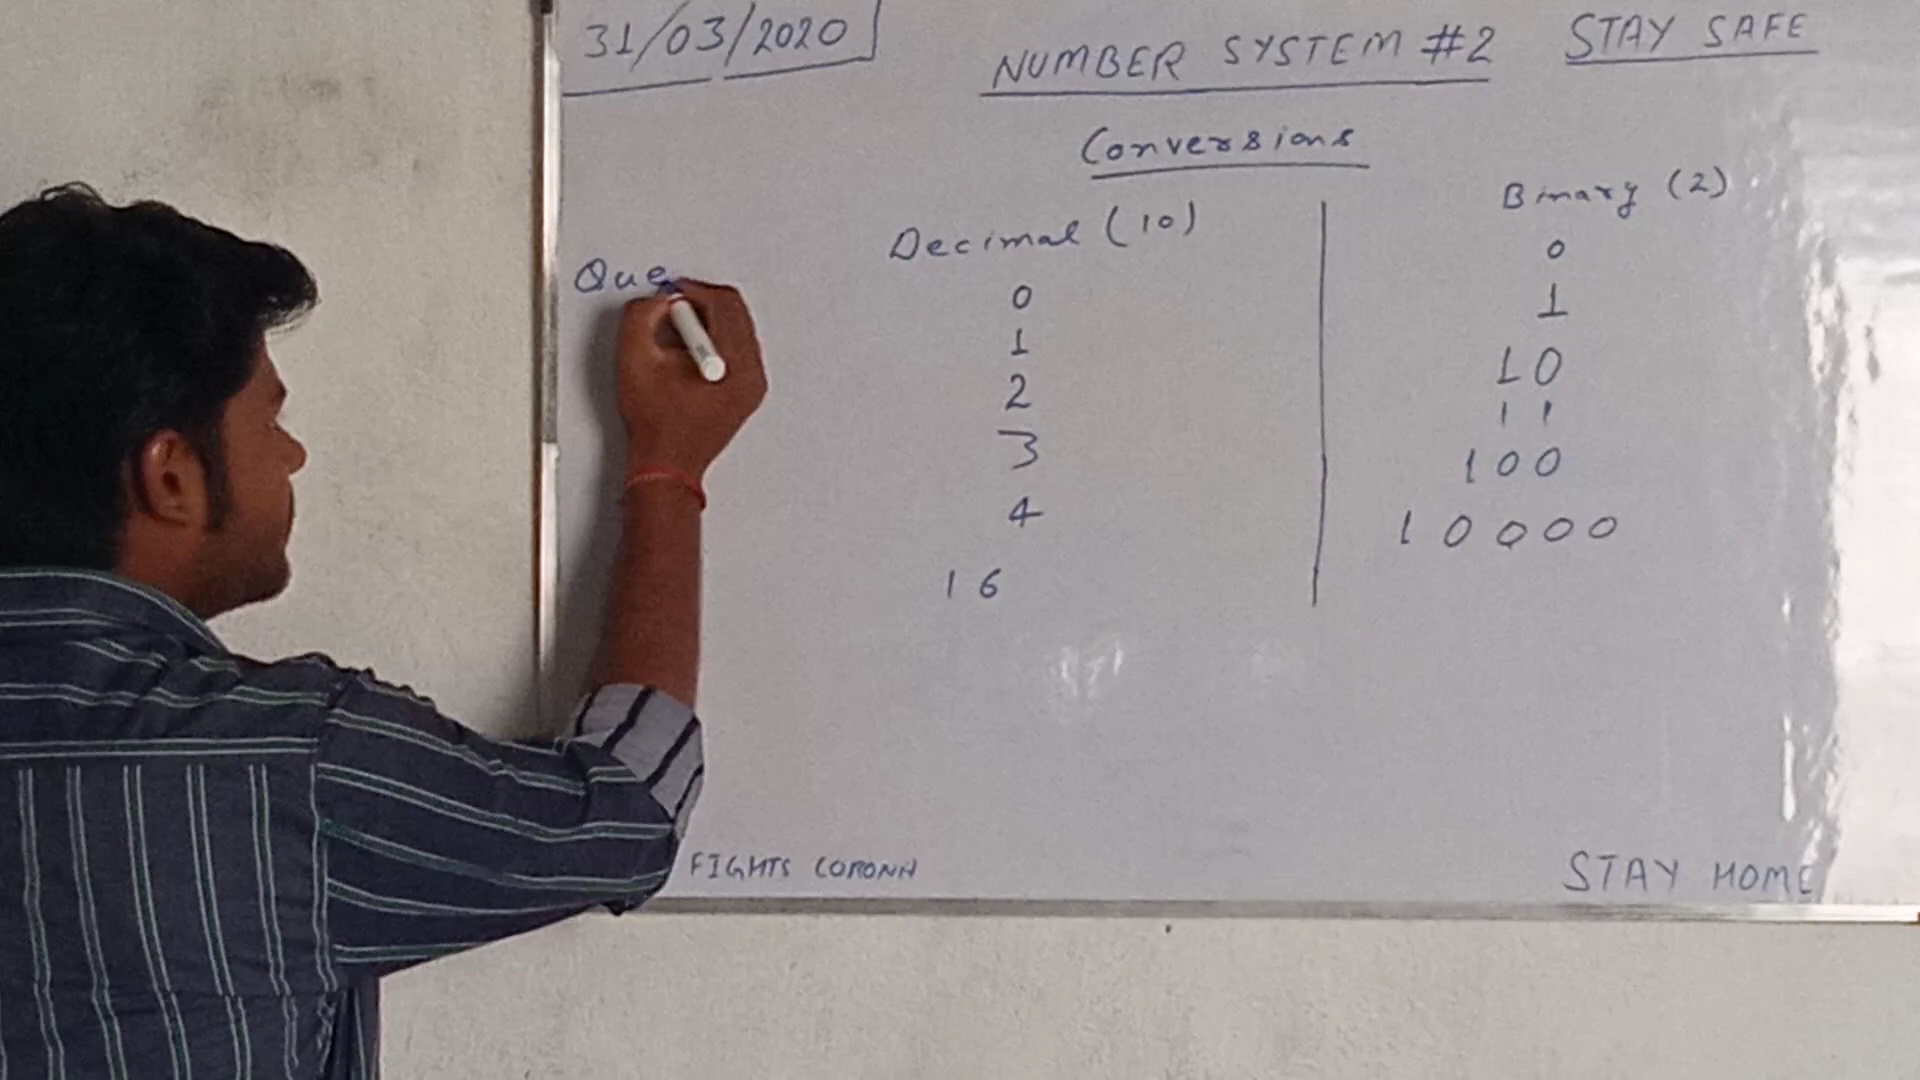 31/03/2020
NUMBER SYSTEM #2
STAY SAFE
Conversions
Decimal (10)
Binary (2)
Que
0
0
1
1
2
10
3
11
4
100
16
10000
FIGHTS CORONA
STAY HOME